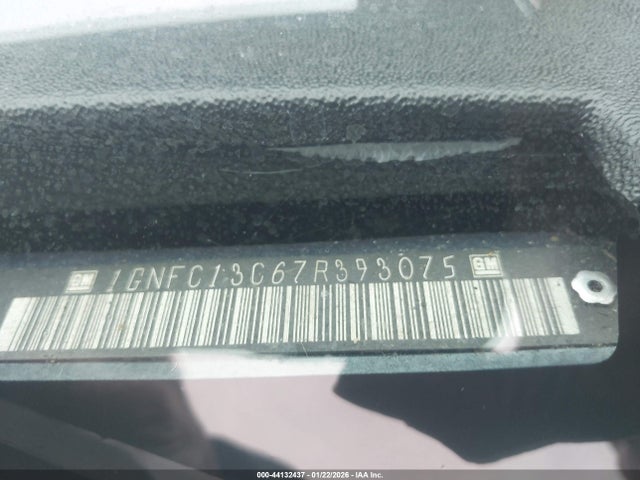 GM 1GNFC13C67R393075 GM
000-44132437 - 01/22/2026 - IAA Inc.